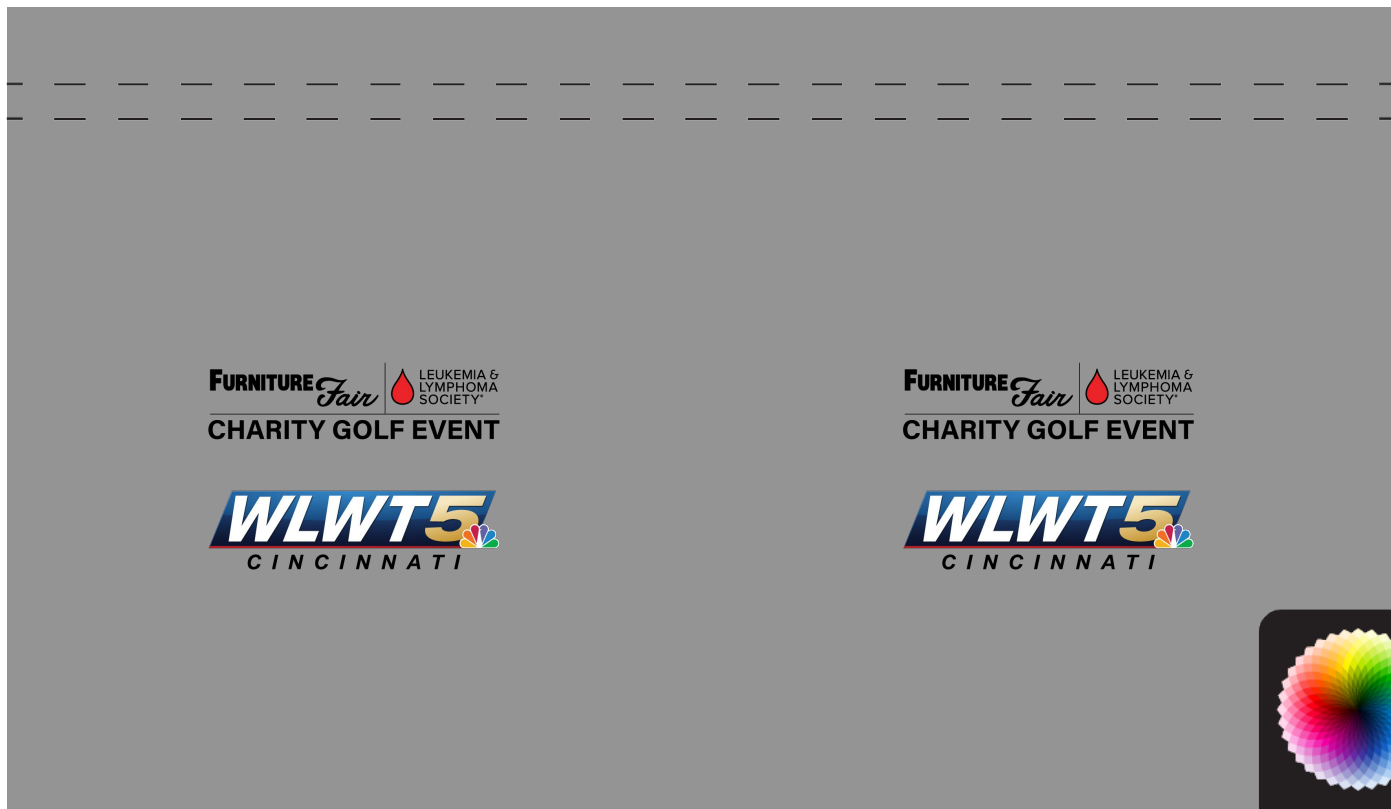 FURNITURE Fair
LEUKEMIA &
LYMPHOMA
SOCIETY®
CHARITY GOLF EVENT
WLWT5
CINCINNATI
FURNITURE Fair
LEUKEMIA &
LYMPHOMA
SOCIETY®
CHARITY GOLF EVENT
WLWT5
CINCINNATI